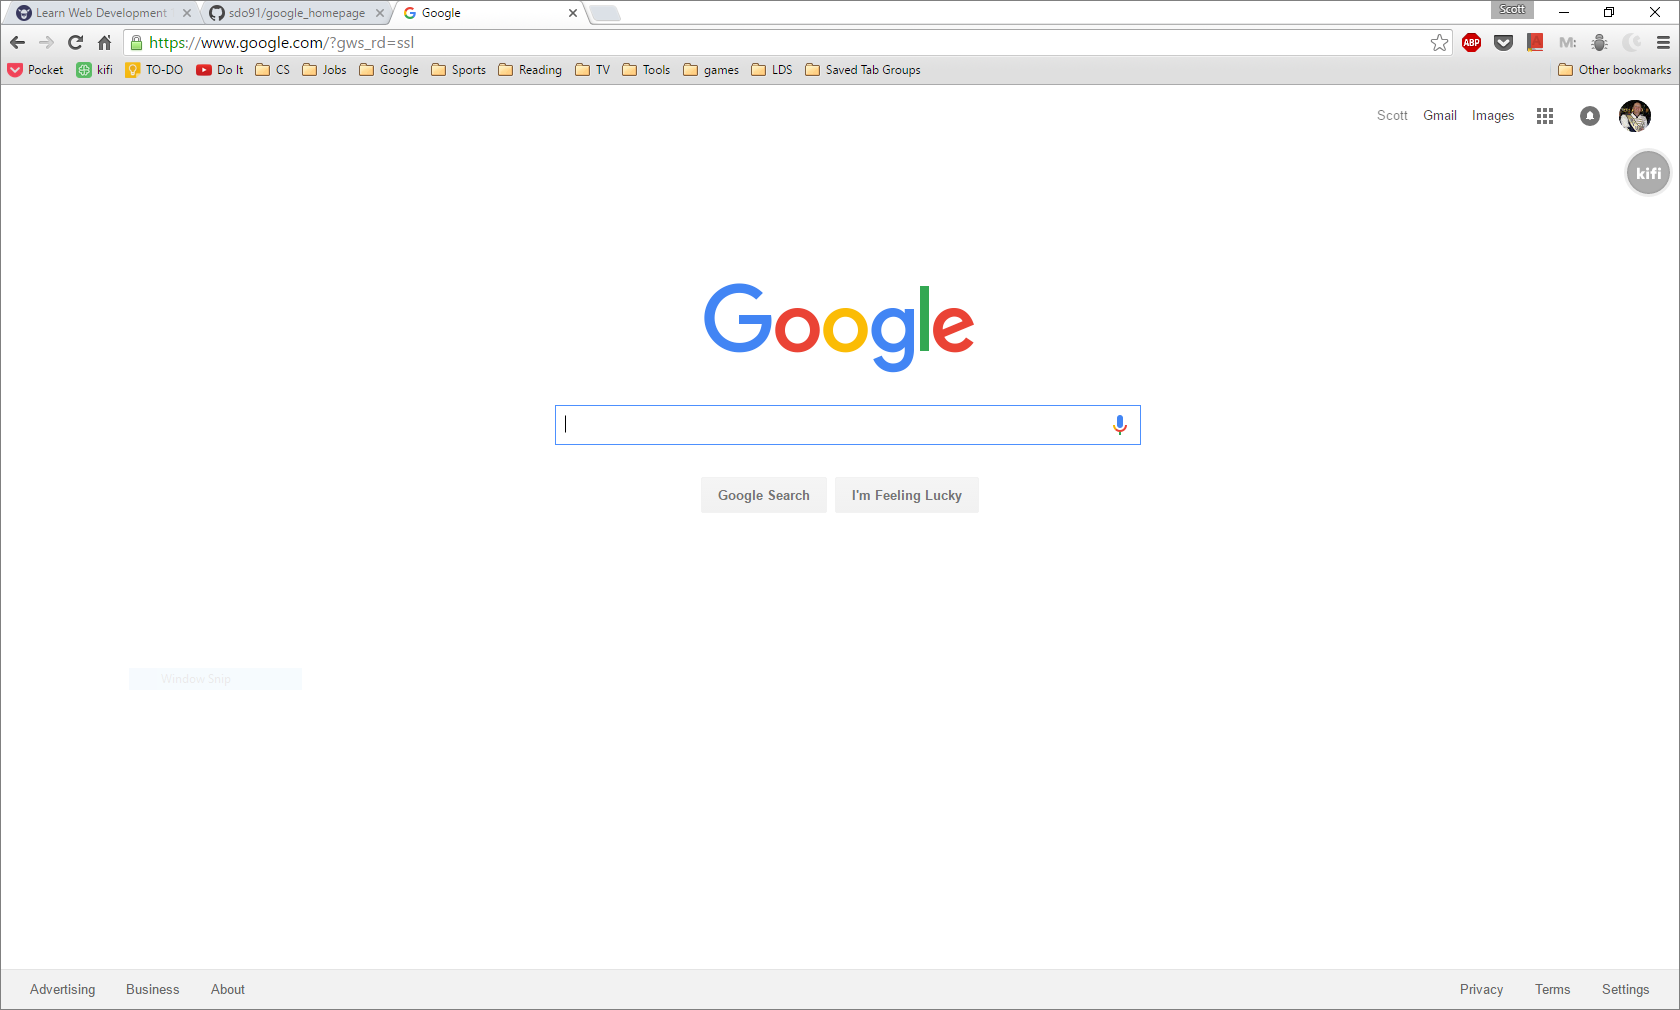 Learn Web Development
sdo91/google_homepage
Google
Scott
https://www.google.com/?gws_rd=ssl
ABP
M:
Pocket
kifi
TO-DO
Do It
CS
Jobs
Google
Sports
Reading
TV
Tools
games
LDS
Saved Tab Groups
Other bookmarks
Scott
Gmail
Images
kifi
Google
Google Search
I'm Feeling Lucky
Window Snip
Advertising
Business
About
Privacy
Terms
Settings